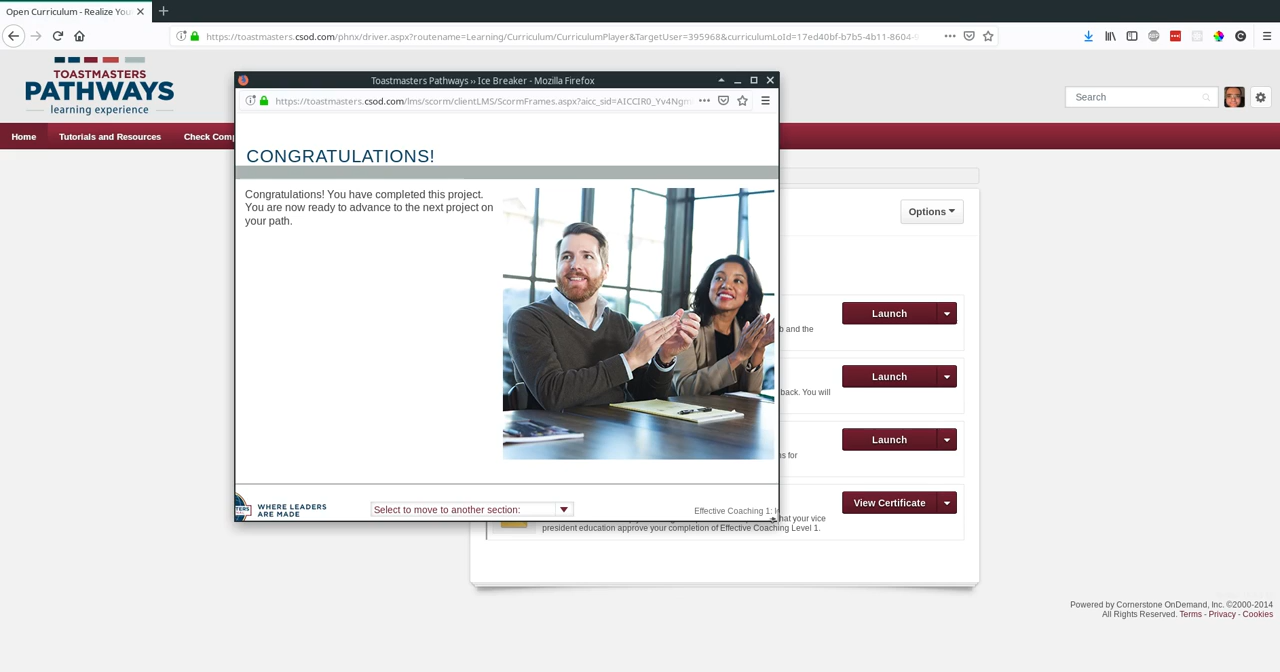 Open Curriculum - Realize You
https://toastmasters.csod.com/phnx/driver.aspx?routename=Learning/Curriculum/CurriculumPlayer&TargetUser=395968&curriculumLoId=17ed40bf-b7b5-4b11-8604-9
TOASTMASTERS
PATHWAYS
learning experience
Search
Home
Tutorials and Resources
Check Com
Toastmasters Pathways ›› Ice Breaker - Mozilla Firefox
https://toastmasters.csod.com/lms/scorm/clientLMS/ScormFrames.aspx?aicc_sid=AICCIR0_Yv4Ngm
CONGRATULATIONS!
Congratulations! You have completed this project.
You are now ready to advance to the next project on
your path.
TERS
WHERE LEADERS
ARE MADE
Select to move to another section:
Effective Coaching 1: I
Options
Launch
b and the
Launch
back. You will
Launch
s for
View Certificate
hat your vice
president education approve your completion of Effective Coaching Level 1.
Powered by Cornerstone OnDemand, Inc. ©2000-2014
All Rights Reserved. Terms - Privacy - Cookies